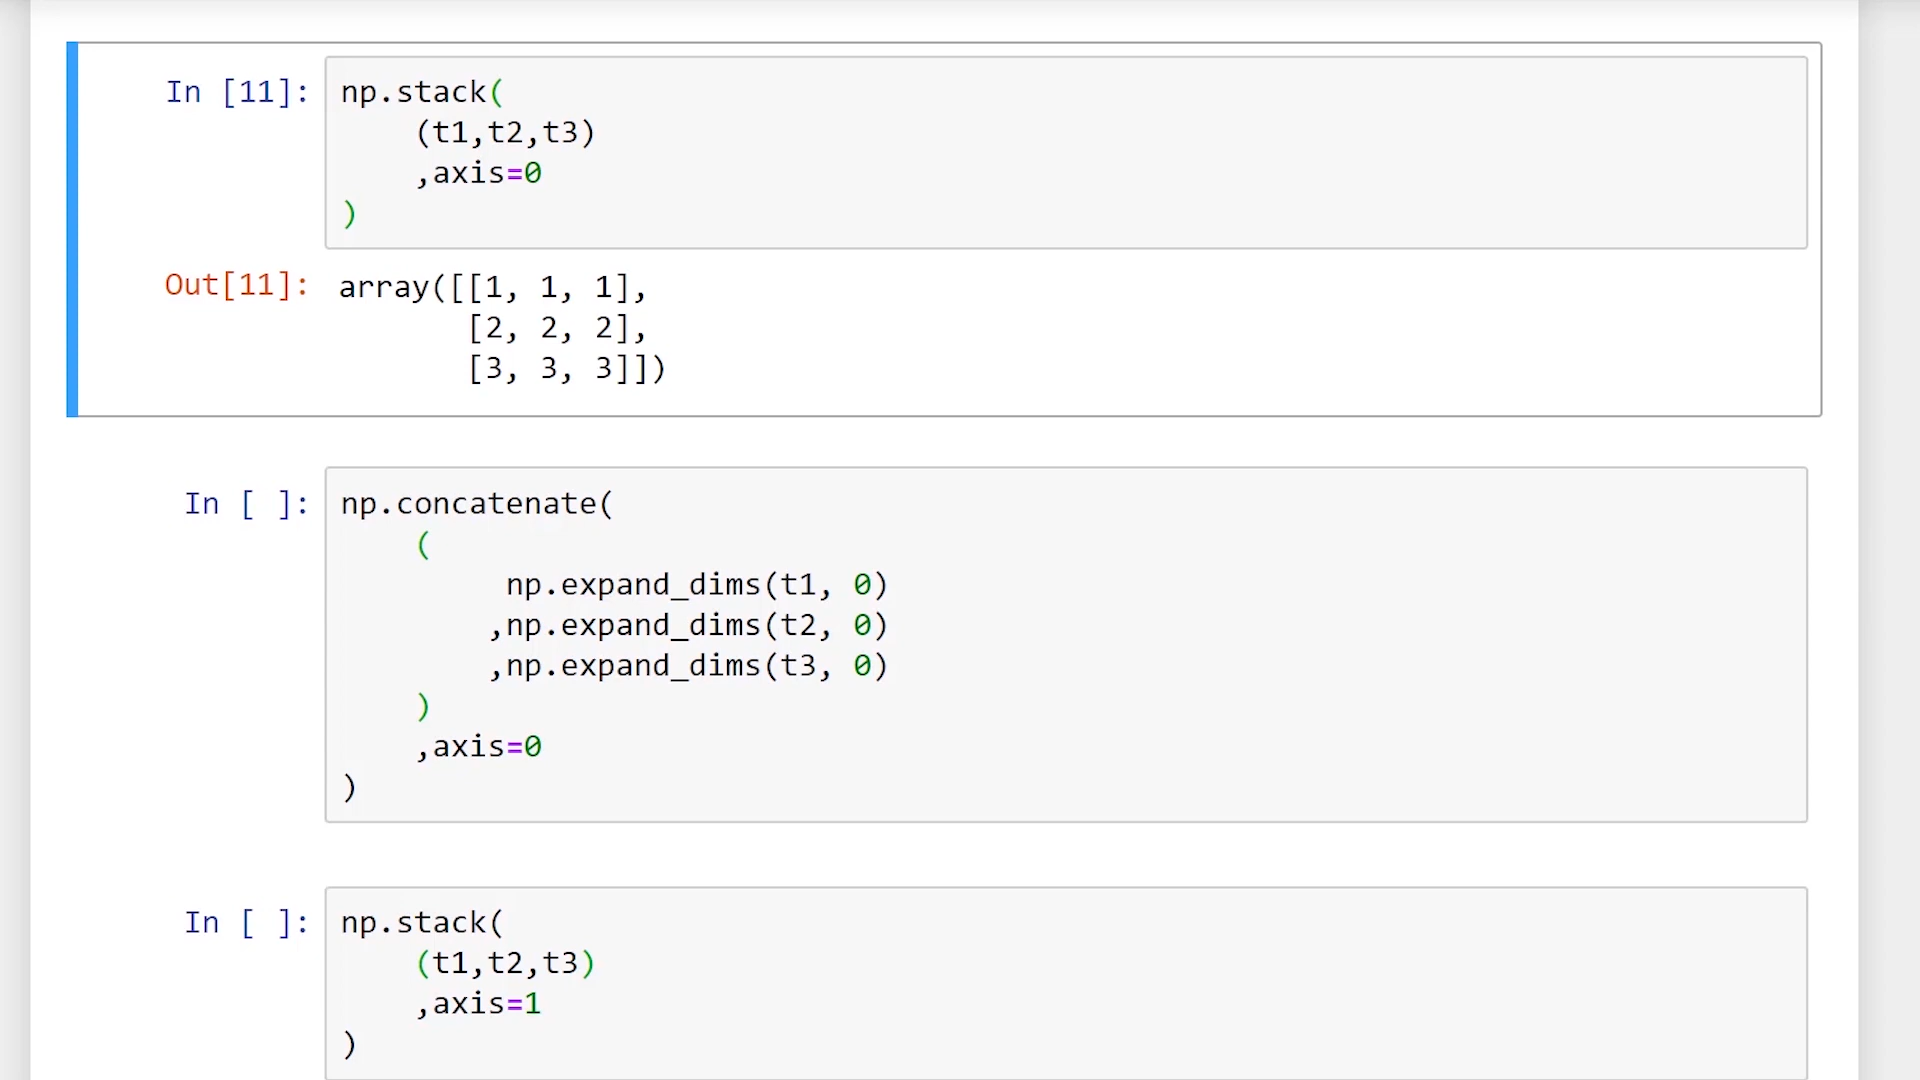 In [11]: np.stack(
(t1,t2,t3)
,axis=0
)
Out[11]: array([[1, 1, 1],
[2, 2, 2],
[3, 3, 3]])
In [ ]: np.concatenate(
(
np.expand_dims(t1, 0)
,np.expand_dims(t2, 0)
,np.expand_dims(t3, 0)
)
,axis=0
)
In [ ]: np.stack(
(t1,t2,t3)
,axis=1
)